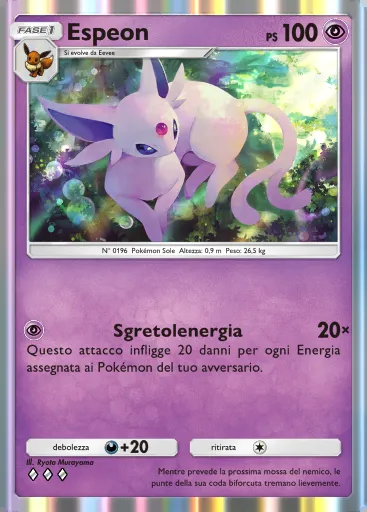 FASE 1
Espeon
PS 100
Si evolve da Eevee
N° 0196 Pokémon Sole Altezza: 0,9 m Peso: 26,5 kg
Sgretolenergia 20×
Questo attacco infligge 20 danni per ogni Energia
assegnata ai Pokémon del tuo avversario.
debolezza +20 ritirata
Ill. Ryota Murayama
Mentre prevede la prossima mossa del nemico, le
punte della sua coda biforcuta tremano lievemente.